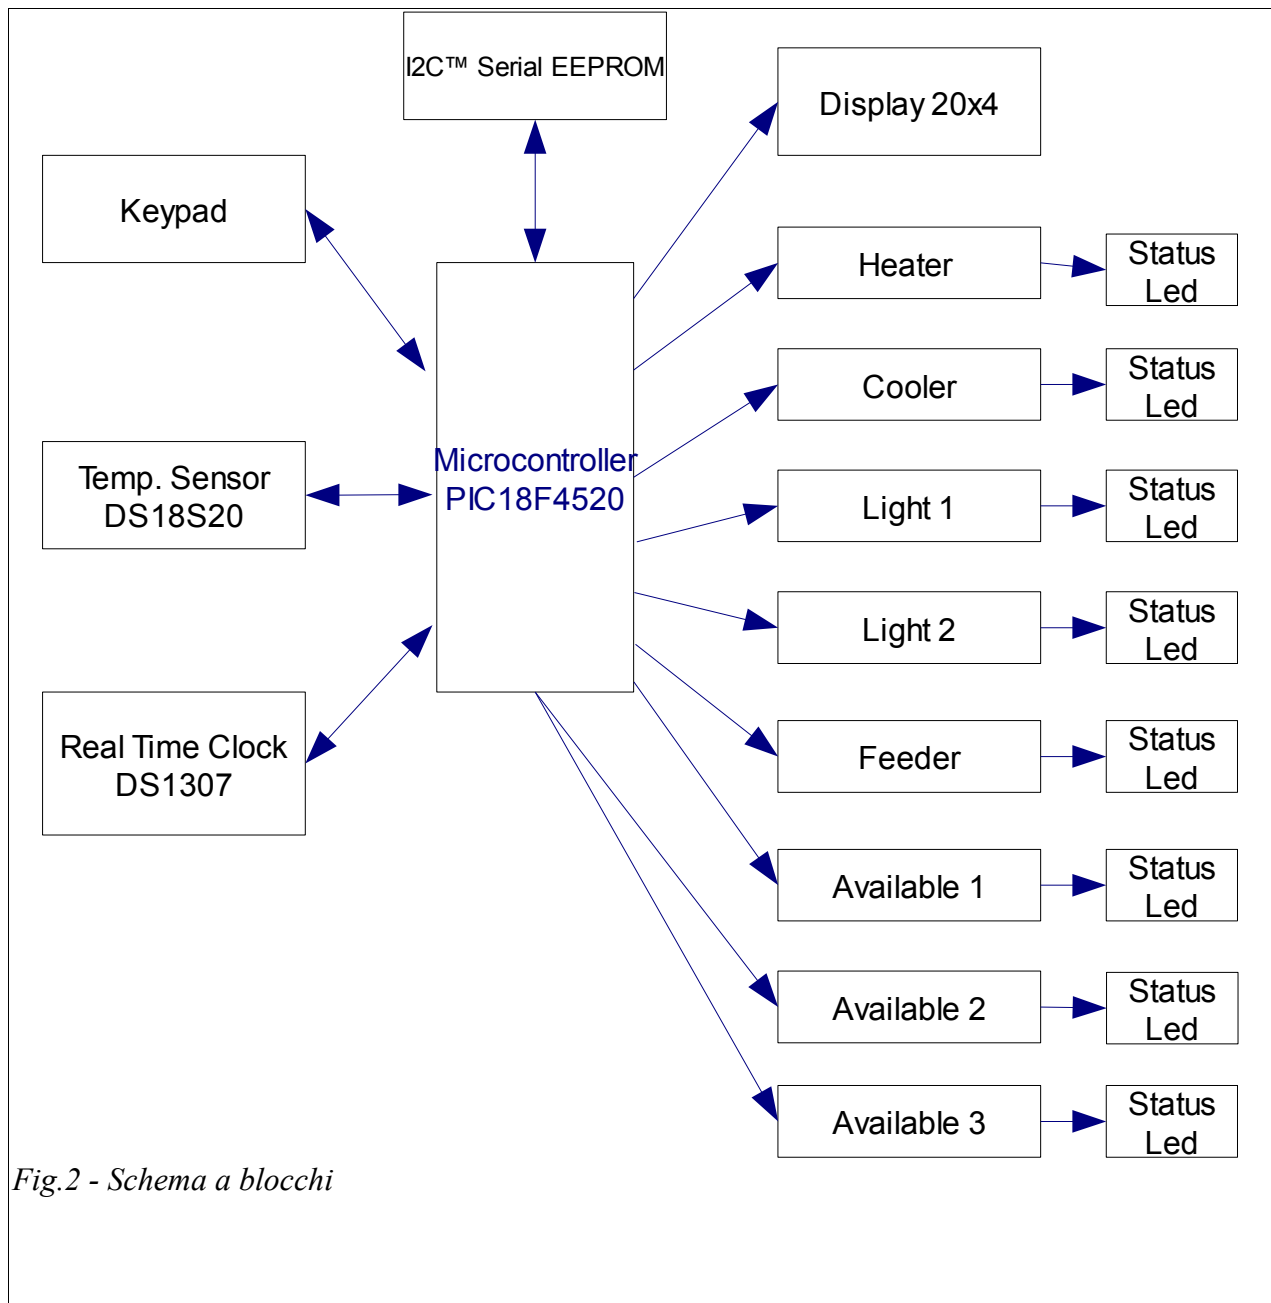 I2C™ Serial EEPROM
Display 20x4
Keypad
Heater
Status
Led
Cooler
Status
Led
Temp. Sensor
DS18S20
Microcontroller
PIC18F4520
Light 1
Status
Led
Light 2
Status
Led
Real Time Clock
DS1307
Feeder
Status
Led
Available 1
Status
Led
Available 2
Status
Led
Available 3
Status
Led
Fig.2 - Schema a blocchi